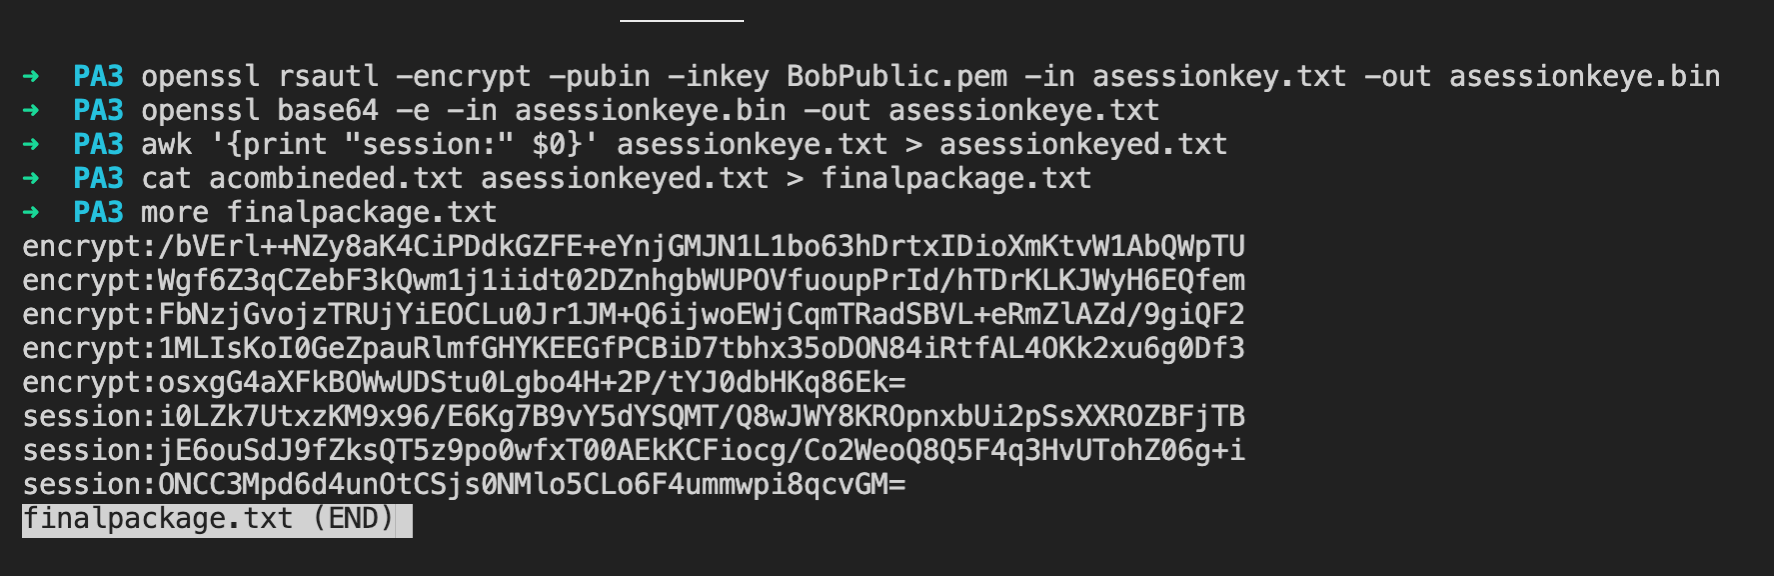 ➜ PA3 openssl rsautl -encrypt -pubin -inkey BobPublic.pem -in asessionkey.txt -out asessionkeye.bin
➜ PA3 openssl base64 -e -in asessionkeye.bin -out asessionkeye.txt
➜ PA3 awk '{print "session:" $0}' asessionkeye.txt > asessionkeyed.txt
➜ PA3 cat acombineded.txt asessionkeyed.txt > finalpackage.txt
➜ PA3 more finalpackage.txt
encrypt:/bVErl++NZy8aK4CiPDdkGZFE+eYnjGMJN1L1bo63hDrtxIDioXmKtvW1AbQWpTU
encrypt:Wgf6Z3qCZebF3kQwm1j1iidt02DZnhgbWUPOVfuoupPrId/hTDrKLKJWyH6EQfem
encrypt:FbNzjGvojzTRUjYiEOCLu0Jr1JM+Q6ijwoEWjCqmTRadSBVL+eRmZlAZd/9giQF2
encrypt:1MLIsKoI0GeZpauRlmfGHYKEEGfPCBiD7tbhx35oDON84iRtfAL4OKk2xu6g0Df3
encrypt:osxgG4aXFkBOWwUDStu0Lgbo4H+2P/tYJ0dbHKq86Ek=
session:i0LZk7UtxzKM9x96/E6Kg7B9vY5dYSQMT/Q8wJWY8KROpnxbUi2pSsXXROZBFjTB
session:jE6ouSdJ9fZksQT5z9po0wfxT00AEkKCFiocg/Co2WeoQ8Q5F4q3HvUTohZ06g+i
session:ONCC3Mpd6d4unOtCSjs0NMlo5CLo6F4ummwpi8qcvGM=
finalpackage.txt (END)